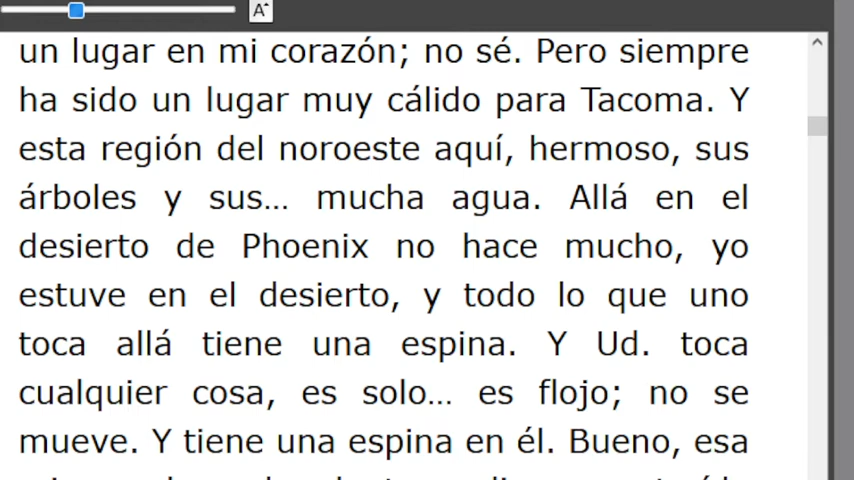 A
un lugar en mi corazón; no sé. Pero siempre
ha sido un lugar muy cálido para Tacoma. Y
esta región del noroeste aquí, hermoso, sus
árboles y sus... mucha agua. Allá en el
desierto de Phoenix no hace mucho, yo
estuve en el desierto, y todo lo que uno
toca allá tiene una espina. Y Ud. toca
cualquier cosa, es solo... es flojo; no se
mueve. Y tiene una espina en él. Bueno, esa